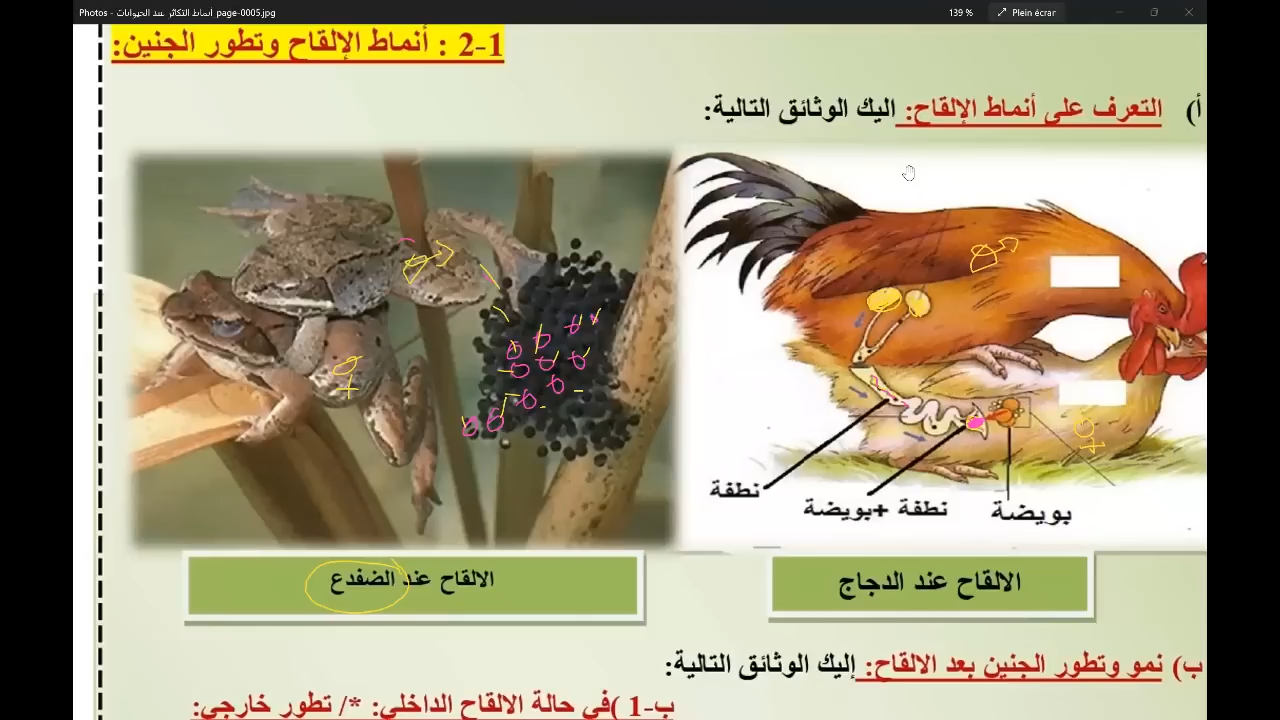 Photos - أنماط التكاثر عند الحيوانات page-0005.jpg
139 %
Plein écran
2-1 : أنماط الإلقاح وتطور الجنين:
أ) التعرف على أنماط الإلقاح: اليك الوثائق التالية:
نطفة
نطفة +بويضة
بويضة
الالقاح عند الدجاج
الالقاح عند الضفدع
ب) نمو وتطور الجنين بعد الالقاح: إليك الوثائق التالية:
ب-1 )في حالة الالقاح الداخلي: */ تطور خارجي: